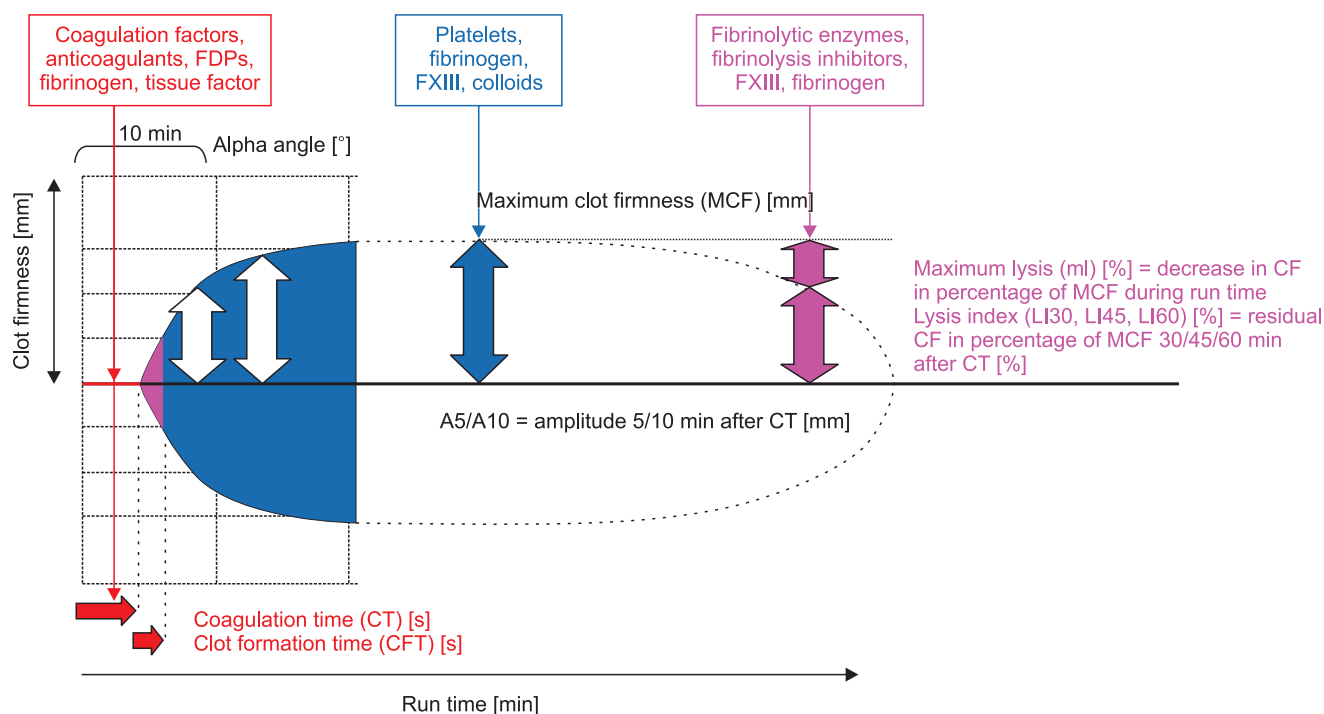 Coagulation factors,
anticoagulants, FDPs,
fibrinogen, tissue factor
Platelets,
fibrinogen,
FXIII, colloids
Fibrinolytic enzymes,
fibrinolysis inhibitors,
FXIII, fibrinogen
10 min
Alpha angle [°]
Clot firmness [mm]
Maximum clot firmness (MCF) [mm]
Maximum lysis (ml) [%] = decrease in CF
in percentage of MCF during run time
Lysis index (LI30, LI45, LI60) [%] = residual
CF in percentage of MCF 30/45/60 min
after CT [%]
A5/A10 = amplitude 5/10 min after CT [mm]
Coagulation time (CT) [s]
Clot formation time (CFT) [s]
Run time [min]